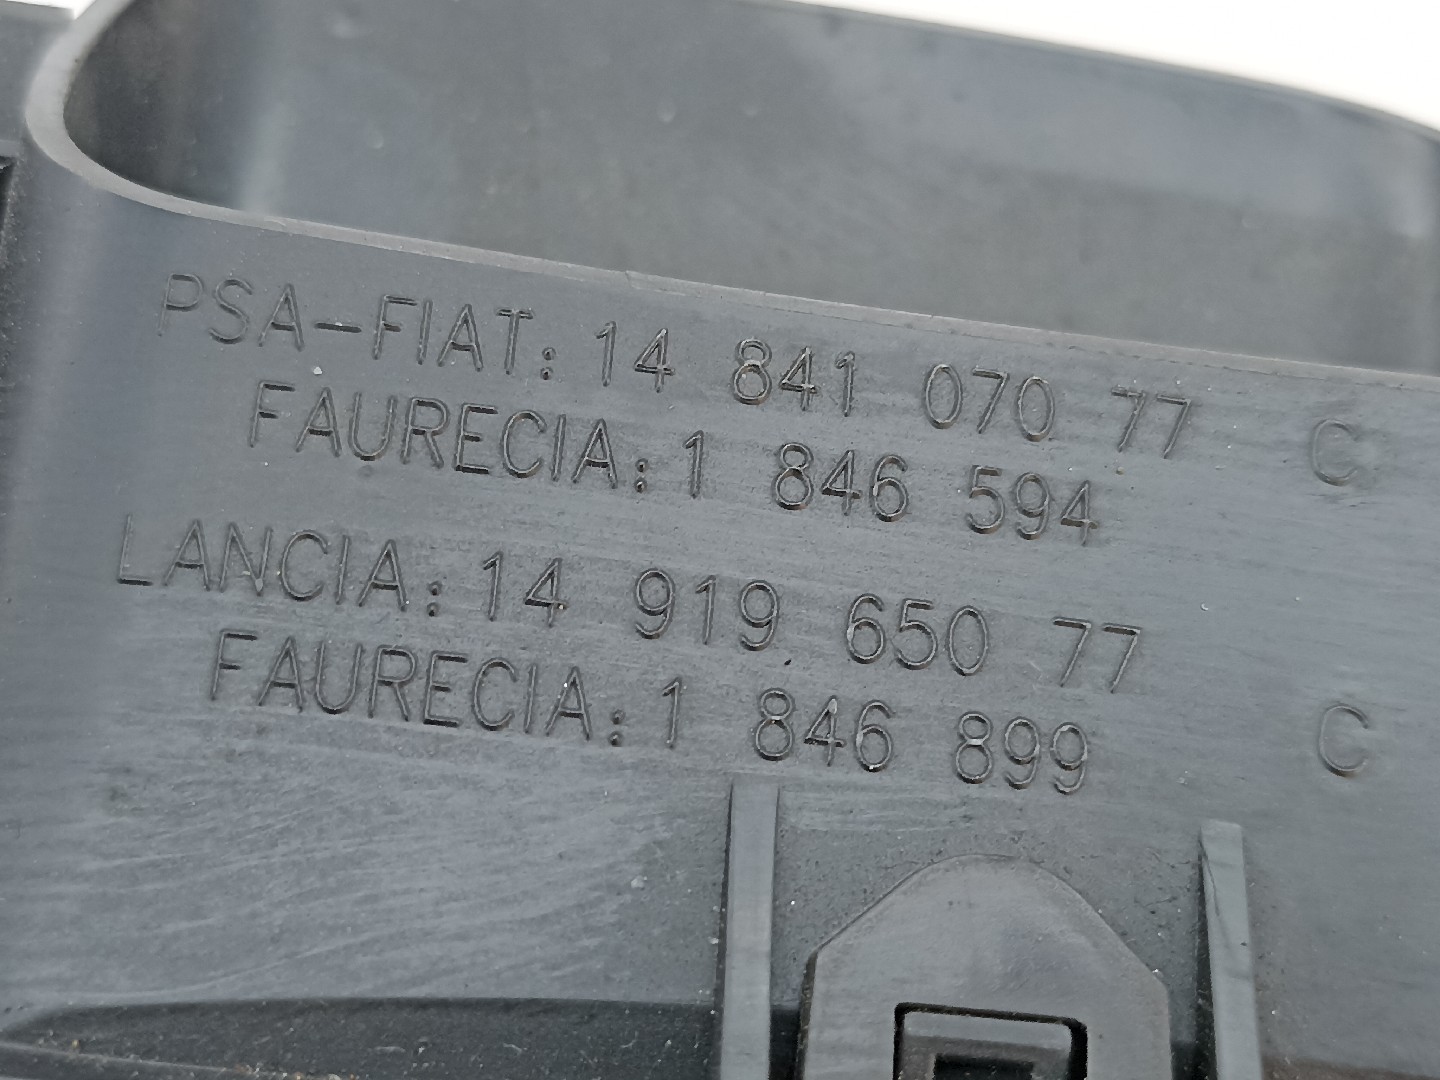 PSA-FIAT: 14 841 070 77 C
FAURECIA: 1 846 594
LANCIA: 14 919 650 77
FAURECIA: 1 846 899 C